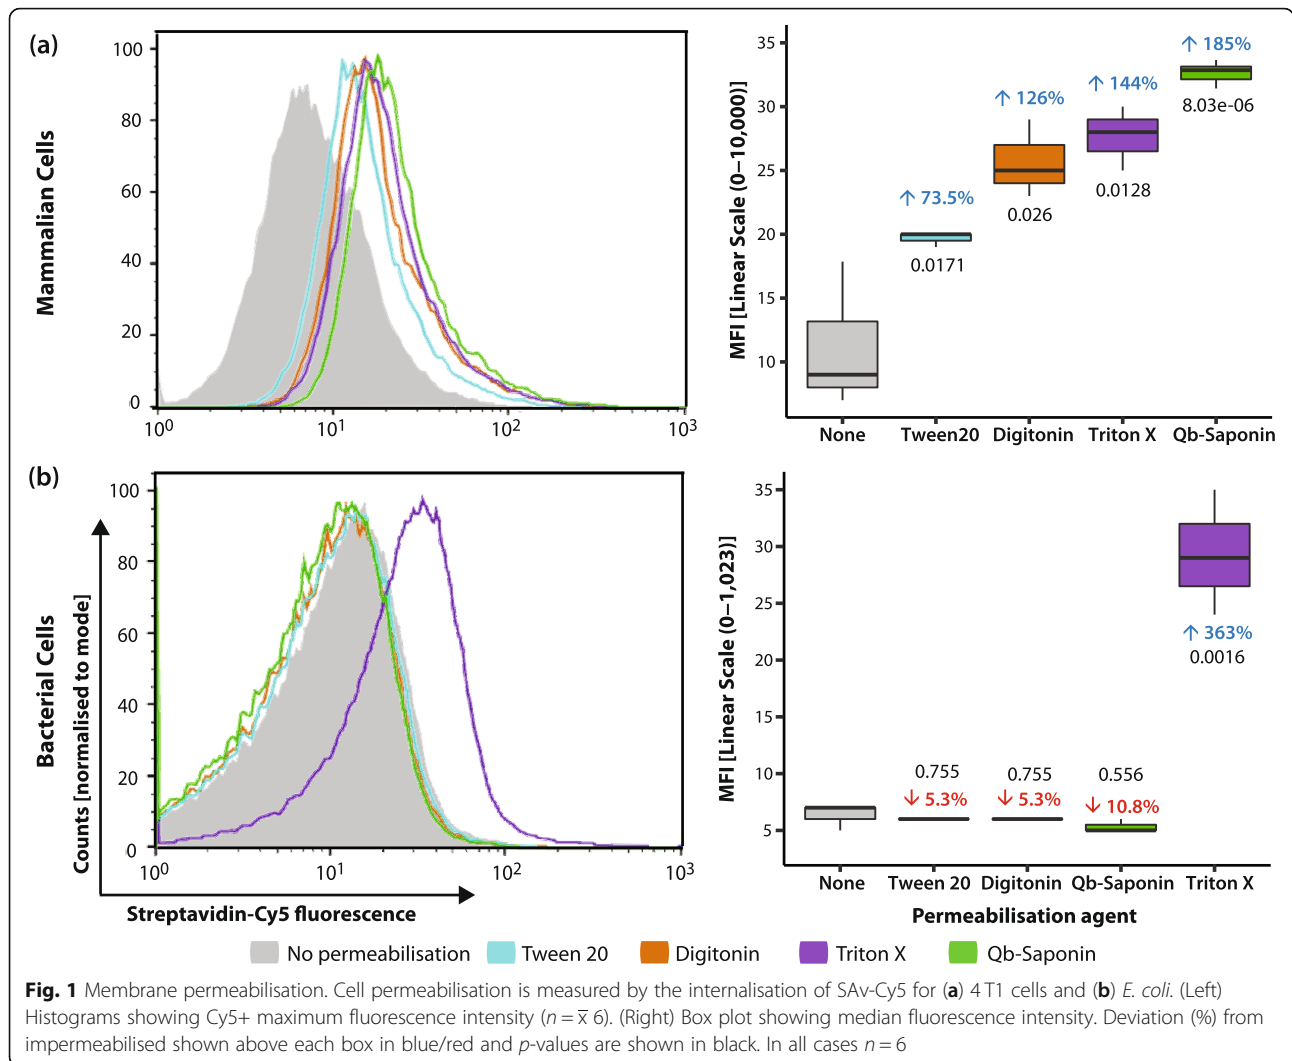 (a)
Mammalian Cells
100
80
60
40
20
0
10⁰ 10¹ 10² 10³
MFI [Linear Scale (0–10,000)]
35
30
25
20
15
10
↑ 73.5%
0.0171
↑ 126%
0.026
↑ 144%
0.0128
↑ 185%
8.03e-06
None Tween20 Digitonin Triton X Qb-Saponin
(b)
Bacterial Cells
Counts [normalised to mode]
100
80
60
40
20
0
10⁰ 10¹ 10² 10³
Streptavidin-Cy5 fluorescence
MFI [Linear Scale (0–1,023)]
35
30
25
20
15
10
5
0.755
↓ 5.3%
0.755
↓ 5.3%
0.556
↓ 10.8%
↑ 363%
0.0016
None Tween 20 Digitonin Qb-Saponin Triton X
Permeabilisation agent
No permeabilisation Tween 20 Digitonin Triton X Qb-Saponin
Fig. 1 Membrane permeabilisation. Cell permeabilisation is measured by the internalisation of SAv-Cy5 for (a) 4 T1 cells and (b) E. coli. (Left)
Histograms showing Cy5+ maximum fluorescence intensity (n = x̅ 6). (Right) Box plot showing median fluorescence intensity. Deviation (%) from
impermeabilised shown above each box in blue/red and p-values are shown in black. In all cases n = 6